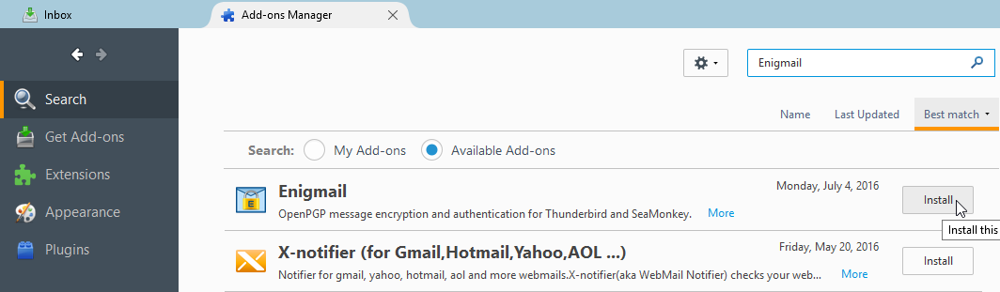 Inbox
Add-ons Manager
Enigmail
Search
Get Add-ons
Extensions
Appearance
Plugins
Name Last Updated Best match
Search: My Add-ons Available Add-ons
Enigmail Monday, July 4, 2016
OpenPGP message encryption and authentication for Thunderbird and SeaMonkey. More
Install
Install this
X-notifier (for Gmail,Hotmail,Yahoo,AOL ...) Friday, May 20, 2016
Notifier for gmail, yahoo, hotmail, aol and more webmails.X-notifier(aka WebMail Notifier) checks your web... More
Install